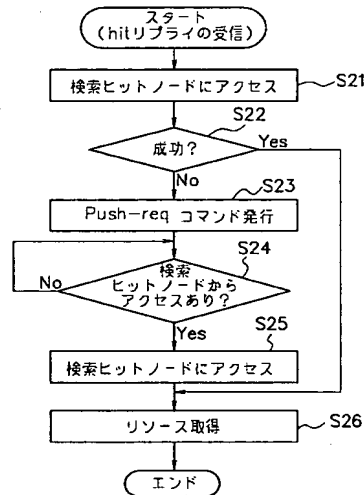 スタート
(hitリプライの受信)
検索ヒットノードにアクセス
S21
S22
成功?
Yes
No
S23
Push-req コマンド発行
S24
検索
ヒットノードから
アクセスあり?
No
Yes
S25
検索ヒットノードにアクセス
リソース取得
S26
エンド